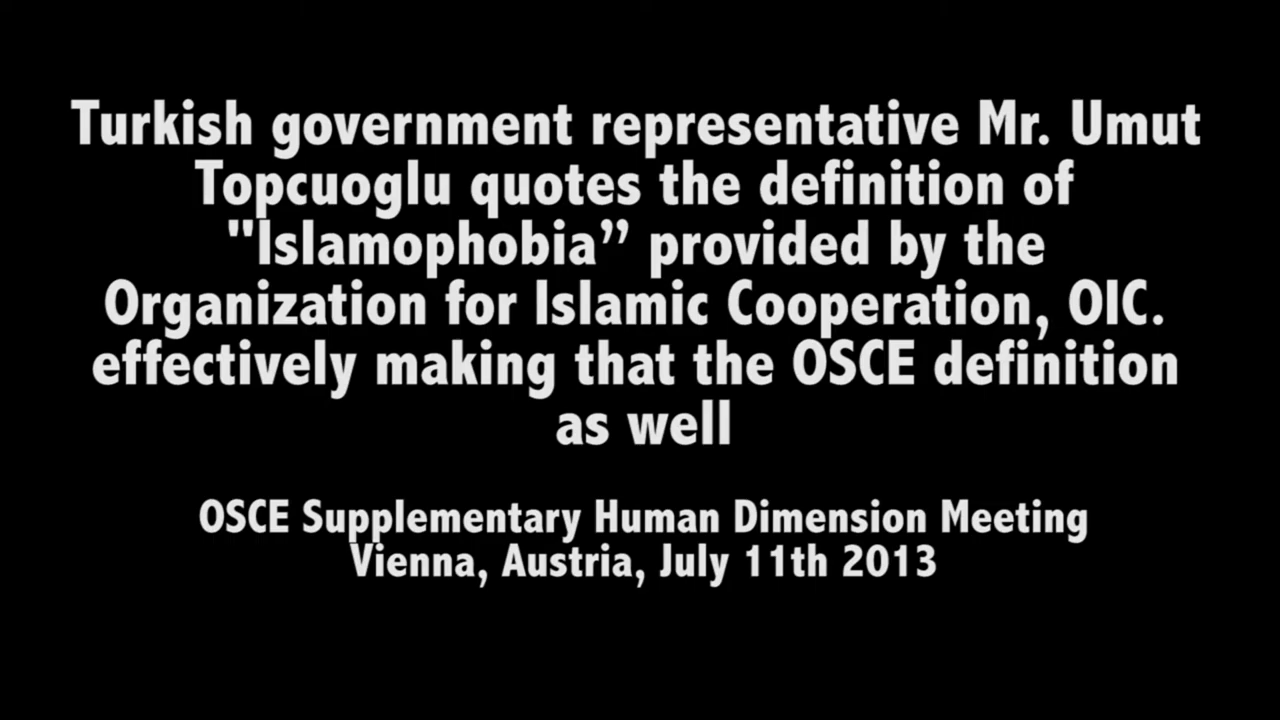 Turkish government representative Mr. Umut
Topcuoglu quotes the definition of
"Islamophobia” provided by the
Organization for Islamic Cooperation, OIC.
effectively making that the OSCE definition
as well
OSCE Supplementary Human Dimension Meeting
Vienna, Austria, July 11th 2013